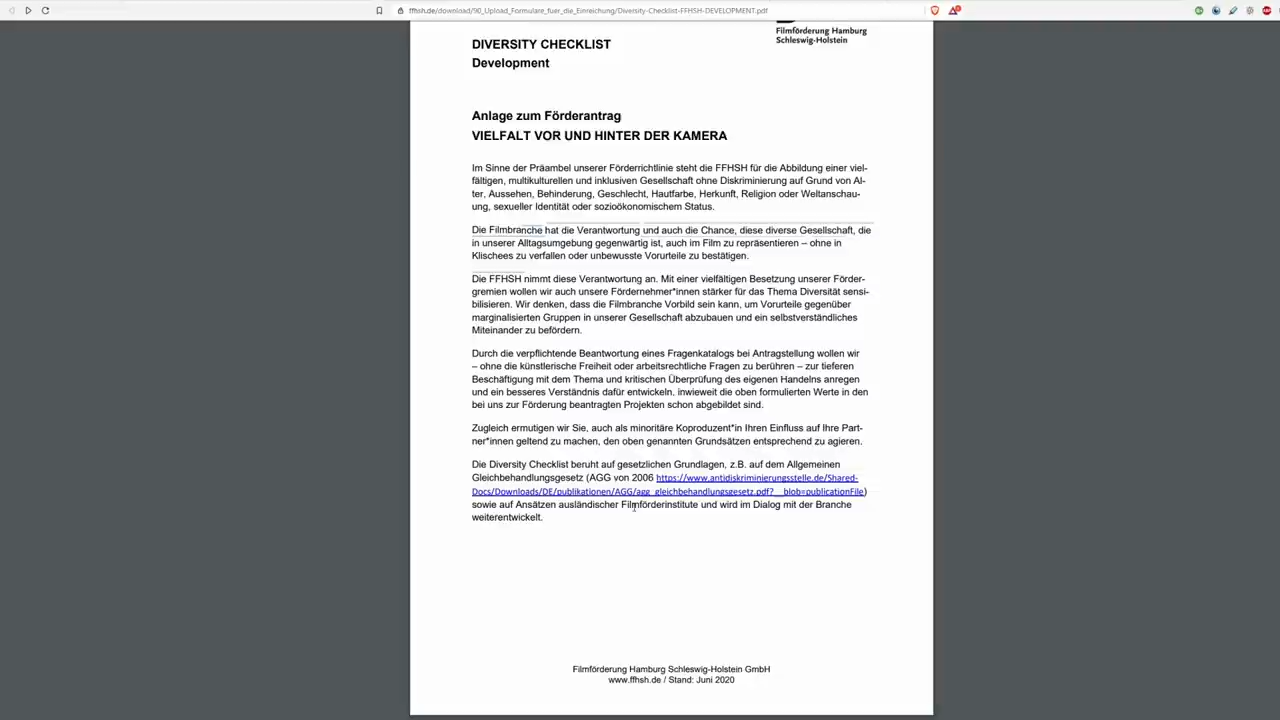 ffhsh.de/download/90_Upload_Formulare_fuer_die_Einreichung/Diversity-Checklist-FFHSH-DEVELOPMENT.pdf
Filmförderung Hamburg
Schleswig-Holstein
DIVERSITY CHECKLIST
Development
Anlage zum Förderantrag
VIELFALT VOR UND HINTER DER KAMERA
Im Sinne der Präambel unserer Förderrichtlinie steht die FFHSH für die Abbildung einer viel-
fältigen, multikulturellen und inklusiven Gesellschaft ohne Diskriminierung auf Grund von Al-
ter, Aussehen, Behinderung, Geschlecht, Hautfarbe, Herkunft, Religion oder Weltanschau-
ung, sexueller Identität oder sozioökonomischem Status.
Die Filmbranche hat die Verantwortung und auch die Chance, diese diverse Gesellschaft, die
in unserer Alltagsumgebung gegenwärtig ist, auch im Film zu repräsentieren – ohne in
Klischees zu verfallen oder unbewusste Vorurteile zu bestätigen.
Die FFHSH nimmt diese Verantwortung an. Mit einer vielfältigen Besetzung unserer Förder-
gremien wollen wir auch unsere Fördernehmer*innen stärker für das Thema Diversität sensi-
bilisieren. Wir denken, dass die Filmbranche Vorbild sein kann, um Vorurteile gegenüber
marginalisierten Gruppen in unserer Gesellschaft abzubauen und ein selbstverständliches
Miteinander zu befördern.
Durch die verpflichtende Beantwortung eines Fragenkatalogs bei Antragstellung wollen wir
– ohne die künstlerische Freiheit oder arbeitsrechtliche Fragen zu berühren – zur tieferen
Beschäftigung mit dem Thema und kritischen Überprüfung des eigenen Handelns anregen
und ein besseres Verständnis dafür entwickeln, inwieweit die oben formulierten Werte in den
bei uns zur Förderung beantragten Projekten schon abgebildet sind.
Zugleich ermutigen wir Sie, auch als minoritäre Koproduzent*in Ihren Einfluss auf Ihre Part-
ner*innen geltend zu machen, den oben genannten Grundsätzen entsprechend zu agieren.
Die Diversity Checklist beruht auf gesetzlichen Grundlagen, z.B. auf dem Allgemeinen
Gleichbehandlungsgesetz (AGG von 2006 https://www.antidiskriminierungsstelle.de/Shared-
Docs/Downloads/DE/publikationen/AGG/agg_gleichbehandlungsgesetz.pdf?__blob=publicationFile)
sowie auf Ansätzen ausländischer Filmförderinstitute und wird im Dialog mit der Branche
weiterentwickelt.
Filmförderung Hamburg Schleswig-Holstein GmbH
www.ffhsh.de / Stand: Juni 2020